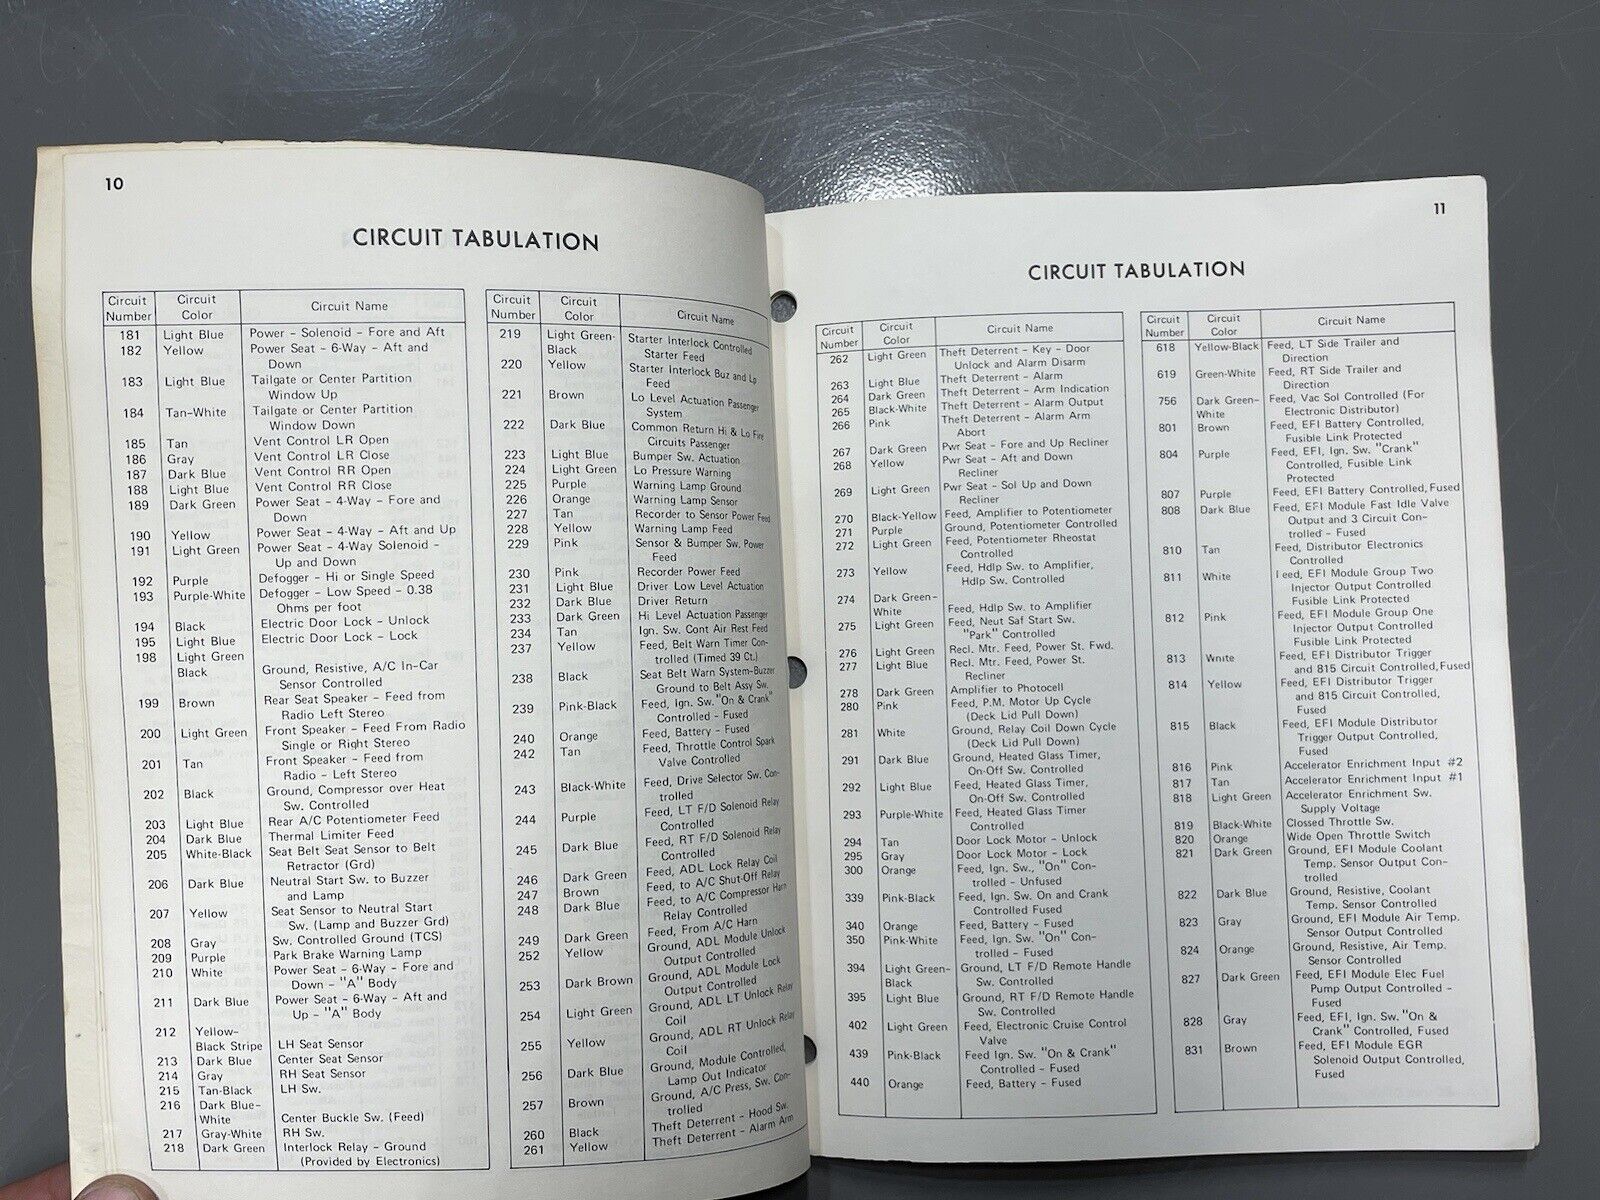 10
CIRCUIT TABULATION
Circuit Number Circuit Color Circuit Name
181 Light Blue Power – Solenoid – Fore and Aft
182 Yellow Power Seat – 6-Way – Aft and
Down
183 Light Blue Tailgate or Center Partition
Window Up
184 Tan-White Tailgate or Center Partition
Window Down
185 Tan Vent Control LR Open
186 Gray Vent Control LR Close
187 Dark Blue Vent Control RR Open
188 Light Blue Vent Control RR Close
189 Dark Green Power Seat – 4-Way – Fore and
Down
190 Yellow Power Seat – 4-Way – Aft and Up
191 Light Green Power Seat – 4-Way Solenoid –
Up and Down
192 Purple Defogger – Hi or Single Speed
193 Purple-White Defogger – Low Speed – 0.38
Ohms per foot
194 Black Electric Door Lock – Unlock
195 Light Blue Electric Door Lock – Lock
198 Light Green
Black Ground, Resistive, A/C In-Car
Sensor Controlled
199 Brown Rear Seat Speaker – Feed from
Radio Left Stereo
200 Light Green Front Speaker – Feed From Radio
Single or Right Stereo
201 Tan Front Speaker – Feed from
Radio – Left Stereo
202 Black Ground, Compressor over Heat
Sw. Controlled
203 Light Blue Rear A/C Potentiometer Feed
204 Dark Blue Thermal Limiter Feed
205 White-Black Seat Belt Seat Sensor to Belt
Retractor (Grd)
206 Dark Blue Neutral Start Sw. to Buzzer
and Lamp
207 Yellow Seat Sensor to Neutral Start
Sw. (Lamp and Buzzer Grd)
208 Gray Sw. Controlled Ground (TCS)
209 Purple Park Brake Warning Lamp
210 White Power Seat – 6-Way – Fore and
Down – "A" Body
211 Dark Blue Power Seat – 6-Way – Aft and
Up – "A" Body
212 Yellow–
Black Stripe LH Seat Sensor
213 Dark Blue Center Seat Sensor
214 Gray RH Seat Sensor
215 Tan-Black LH Sw.
216 Dark Blue–
White Center Buckle Sw. (Feed)
217 Gray-White RH Sw.
218 Dark Green Interlock Relay – Ground
(Provided by Electronics)
Circuit Number Circuit Color Circuit Name
219 Light Green-
Black Starter Interlock Controlled
Starter Feed
220 Yellow Starter Interlock Buz and Lp
Feed
221 Brown Lo Level Actuation Passenger
System
222 Dark Blue Common Return Hi & Lo Fire
Circuits Passenger
223 Light Blue Bumper Sw. Actuation
224 Light Green Lo Pressure Warning
225 Purple Warning Lamp Ground
226 Orange Warning Lamp Sensor
227 Tan Recorder to Sensor Power Feed
228 Yellow Warning Lamp Feed
229 Pink Sensor & Bumper Sw. Power
Feed
230 Pink Recorder Power Feed
231 Light Blue Driver Low Level Actuation
232 Dark Blue Driver Return
233 Dark Green Hi Level Actuation Passenger
234 Tan Ign. Sw. Cont Air Rest Feed
237 Yellow Feed, Belt Warn Timer Con-
trolled (Timed 39 Ct.)
238 Black Seat Belt Warn System-Buzzer
Ground to Belt Assy Sw.
239 Pink-Black Feed, Ign. Sw. "On & Crank"
Controlled – Fused
240 Orange Feed, Battery – Fused
242 Tan Feed, Throttle Control Spark
Valve Controlled
243 Black-White Feed, Drive Selector Sw. Con-
trolled
244 Purple Feed, LT F/D Solenoid Relay
Controlled
245 Dark Blue Feed, RT F/D Solenoid Relay
Controlled
246 Dark Green Feed, ADL Lock Relay Coil
247 Brown Feed, to A/C Shut-Off Relay
248 Dark Blue Feed, to A/C Compressor Harn
Relay Controlled
249 Dark Green Feed, From A/C Harn
252 Yellow Ground, ADL Module Unlock
Output Controlled
253 Dark Brown Ground, ADL Module Lock
Output Controlled
254 Light Green Ground, ADL LT Unlock Relay
Coil
255 Yellow Ground, ADL RT Unlock Relay
Coil
256 Dark Blue Ground, Module Controlled,
Lamp Out Indicator
257 Brown Ground, A/C Press, Sw. Con-
trolled
260 Black Theft Deterrent – Hood Sw.
261 Yellow Theft Deterrent – Alarm Arm
11
CIRCUIT TABULATION
Circuit Number Circuit Color Circuit Name
262 Light Green Theft Deterrent – Key – Door
Unlock and Alarm Disarm
263 Light Blue Theft Deterrent – Alarm
264 Dark Green Theft Deterrent – Arm Indication
265 Black-White Theft Deterrent – Alarm Output
266 Pink Theft Deterrent – Alarm Arm
Abort
267 Dark Green Pwr Seat – Fore and Up Recliner
268 Yellow Pwr Seat – Aft and Down
Recliner
269 Light Green Pwr Seat – Sol Up and Down
Recliner
270 Black-Yellow Feed, Amplifier to Potentiometer
271 Purple Ground, Potentiometer Controlled
272 Light Green Feed, Potentiometer Rheostat
Controlled
273 Yellow Feed, Hdlp Sw. to Amplifier,
Hdlp Sw. Controlled
274 Dark Green–
White Feed, Hdlp Sw. to Amplifier
275 Light Green Feed, Neut Saf Start Sw.
"Park" Controlled
276 Light Green Recl. Mtr. Feed, Power St. Fwd.
277 Light Blue Recl. Mtr. Feed, Power St.
Recliner
278 Dark Green Amplifier to Photocell
280 Pink Feed, P.M. Motor Up Cycle
(Deck Lid Pull Down)
281 White Ground, Relay Coil Down Cycle
(Deck Lid Pull Down)
291 Dark Blue Ground, Heated Glass Timer,
On-Off Sw. Controlled
292 Light Blue Feed, Heated Glass Timer,
On-Off Sw. Controlled
293 Purple-White Feed, Heated Glass Timer
Controlled
294 Tan Door Lock Motor – Unlock
295 Gray Door Lock Motor – Lock
300 Orange Feed, Ign. Sw., "On" Con-
trolled – Unfused
339 Pink-Black Feed, Ign. Sw. On and Crank
Controlled Fused
340 Orange Feed, Battery – Fused
350 Pink-White Feed, Ign. Sw. "On" Con-
trolled – Fused
394 Light Green–
Black Ground, LT F/D Remote Handle
Sw. Controlled
395 Light Blue Ground, RT F/D Remote Handle
Sw. Controlled
402 Light Green Feed, Electronic Cruise Control
Valve
439 Pink-Black Feed Ign. Sw. "On & Crank"
Controlled – Fused
440 Orange Feed, Battery – Fused
Circuit Number Circuit Color Circuit Name
618 Yellow-Black Feed, LT Side Trailer and
Direction
619 Green-White Feed, RT Side Trailer and
Direction
756 Dark Green–
White Feed, Vac Sol Controlled (For
Electronic Distributor)
801 Brown Feed, EFI Battery Controlled,
Fusible Link Protected
804 Purple Feed, EFI, Ign. Sw. "Crank"
Controlled, Fusible Link
Protected
807 Purple Feed, EFI Battery Controlled, Fused
808 Dark Blue Feed, EFI Module Fast Idle Valve
Output and 3 Circuit Con-
trolled – Fused
810 Tan Feed, Distributor Electronics
Controlled
811 White Feed, EFI Module Group Two
Injector Output Controlled
Fusible Link Protected
812 Pink Feed, EFI Module Group One
Injector Output Controlled
Fusible Link Protected
813 White Feed, EFI Distributor Trigger
and 815 Circuit Controlled, Fused
814 Yellow Feed, EFI Distributor Trigger
and 815 Circuit Controlled,
Fused
815 Black Feed, EFI Module Distributor
Trigger Output Controlled,
Fused
816 Pink Accelerator Enrichment Input #2
817 Tan Accelerator Enrichment Input #1
818 Light Green Accelerator Enrichment Sw.
Supply Voltage
819 Black-White Clossed Throttle Sw.
820 Orange Wide Open Throttle Switch
821 Dark Green Ground, EFI Module Coolant
Temp. Sensor Output Con-
trolled
822 Dark Blue Ground, Resistive, Coolant
Temp. Sensor Controlled
823 Gray Ground, EFI Module Air Temp.
Sensor Output Controlled
824 Orange Ground, Resistive, Air Temp.
Sensor Controlled
827 Dark Green Feed, EFI Module Elec Fuel
Pump Output Controlled –
Fused
828 Gray Feed, EFI, Ign. Sw. "On &
Crank" Controlled, Fused
831 Brown Feed, EFI Module EGR
Solenoid Output Controlled,
Fused